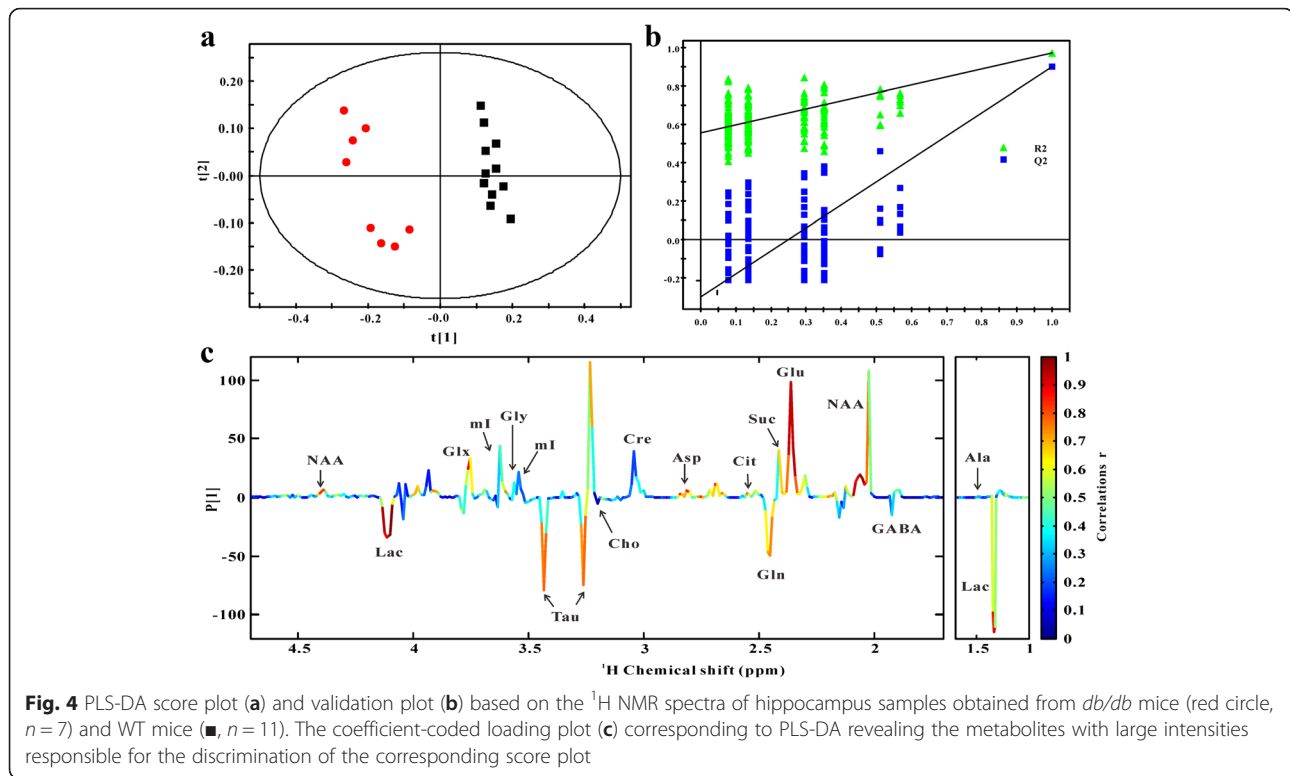 a
0.20
0.10
-0.00
-0.10
-0.20
t[2]
-0.4
-0.2
-0.0
0.2
0.4
t[1]
b
1.0
0.8
0.6
0.4
0.2
0.0
-0.2
R2
Q2
0.0 0.1 0.2 0.3 0.4 0.5 0.6 0.7 0.8 0.9 1.0
c
100
50
0
-50
-100
P[1]
NAA
Lac
Glx
mI
Gly
mI
Tau
Cho
Cre
Asp
Cit
Suc
Gln
Glu
NAA
GABA
Ala
Lac
4.5 4 3.5 3 2.5 2 1.5 1
¹H Chemical shift (ppm)
1
0.9
0.8
0.7
0.6
0.5
0.4
0.3
0.2
0.1
0
Correlations r
Fig. 4 PLS-DA score plot (a) and validation plot (b) based on the ¹H NMR spectra of hippocampus samples obtained from db/db mice (red circle,
n = 7) and WT mice (■, n = 11). The coefficient-coded loading plot (c) corresponding to PLS-DA revealing the metabolites with large intensities
responsible for the discrimination of the corresponding score plot